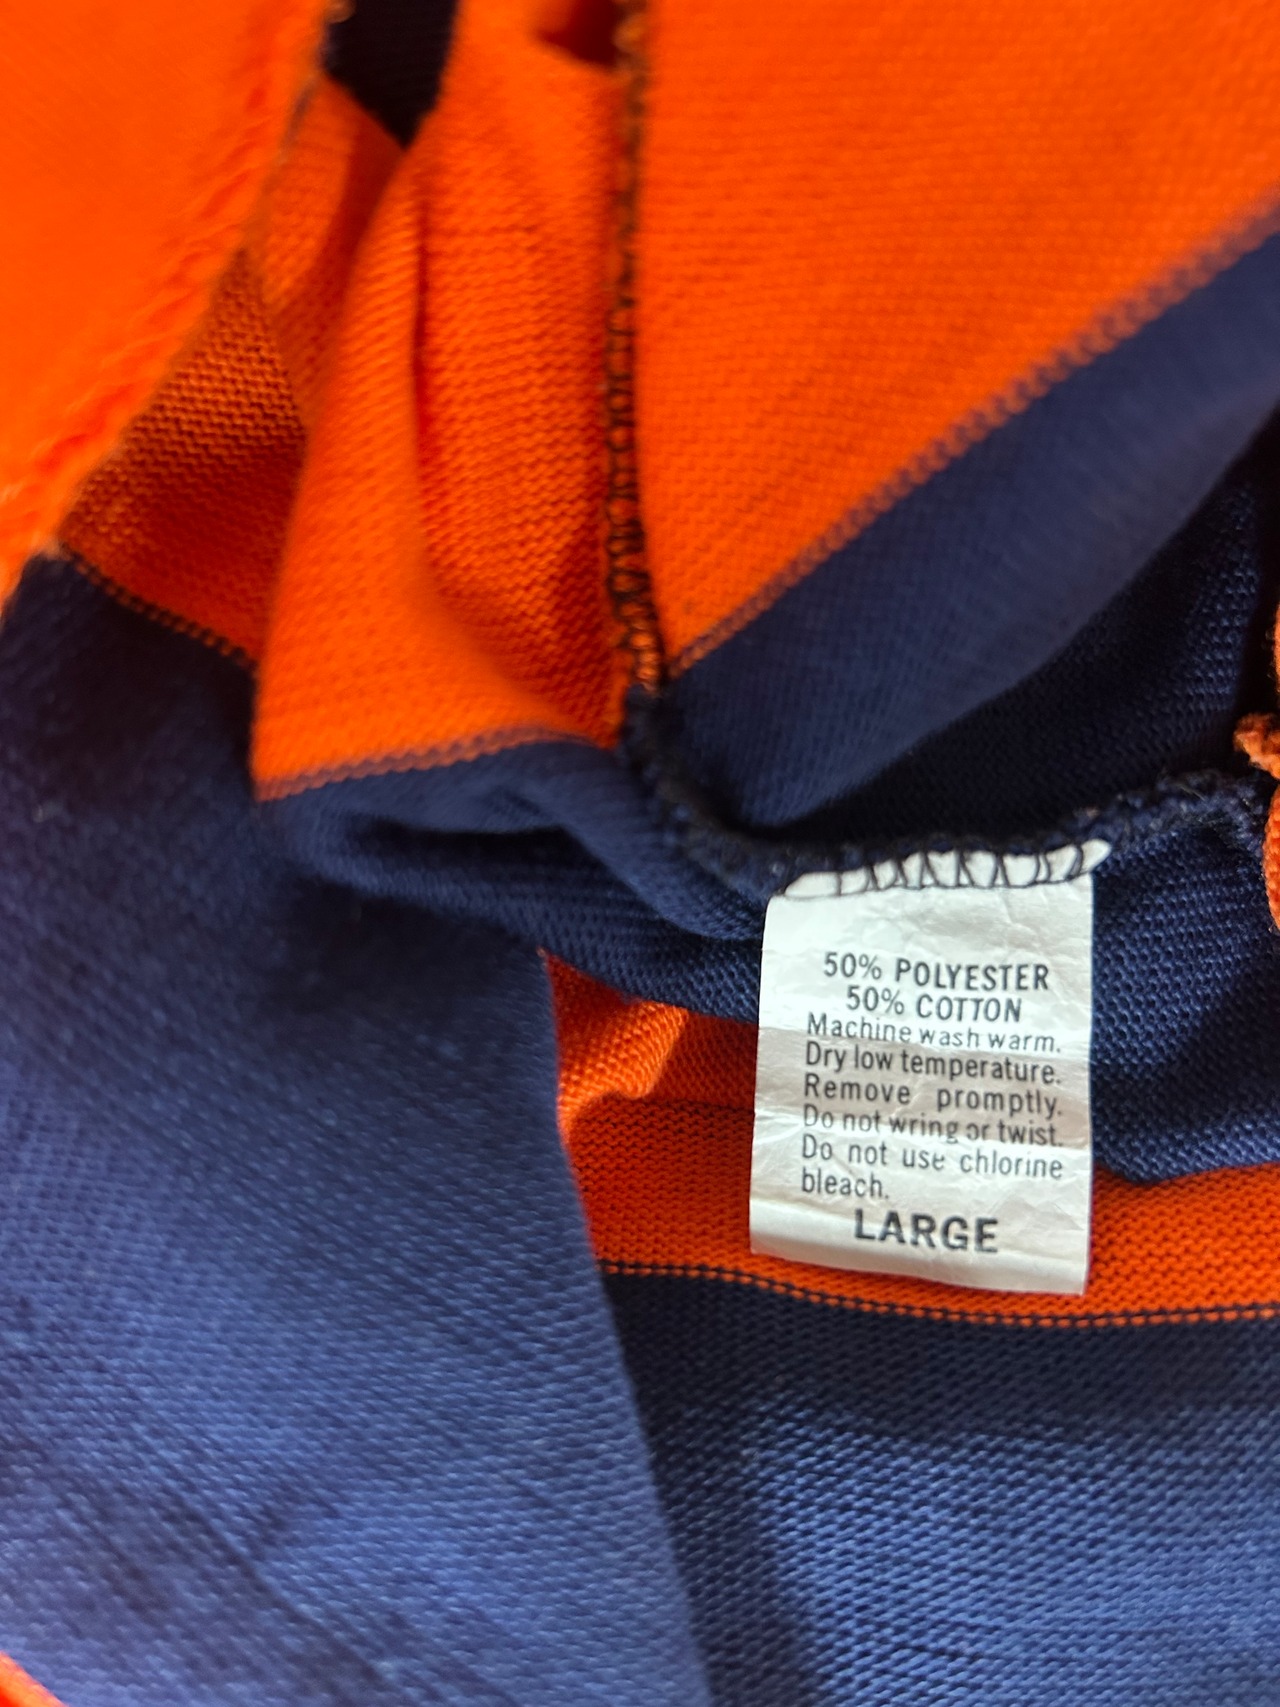 50% POLYESTER
50% COTTON
Machine wash warm.
Dry low temperature.
Remove promptly.
Do not wring or twist.
Do not use chlorine
bleach.
LARGE